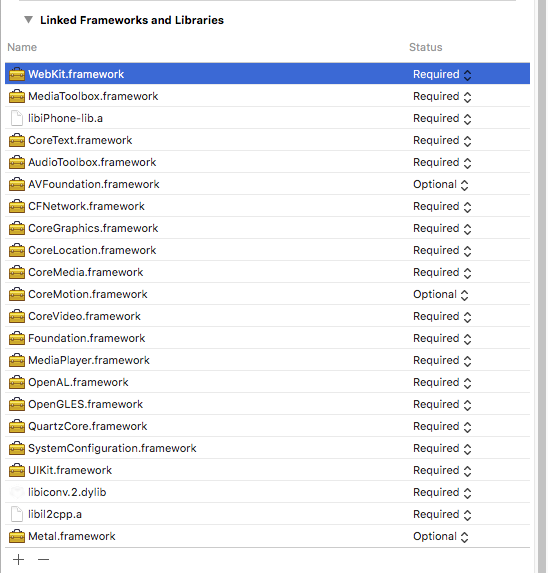 Linked Frameworks and Libraries
Name Status
WebKit.framework Required
MediaToolbox.framework Required
libiPhone-lib.a Required
CoreText.framework Required
AudioToolbox.framework Required
AVFoundation.framework Optional
CFNetwork.framework Required
CoreGraphics.framework Required
CoreLocation.framework Required
CoreMedia.framework Required
CoreMotion.framework Optional
CoreVideo.framework Required
Foundation.framework Required
MediaPlayer.framework Required
OpenAL.framework Required
OpenGLES.framework Required
QuartzCore.framework Required
SystemConfiguration.framework Required
UIKit.framework Required
libiconv.2.dylib Required
libil2cpp.a Required
Metal.framework Optional